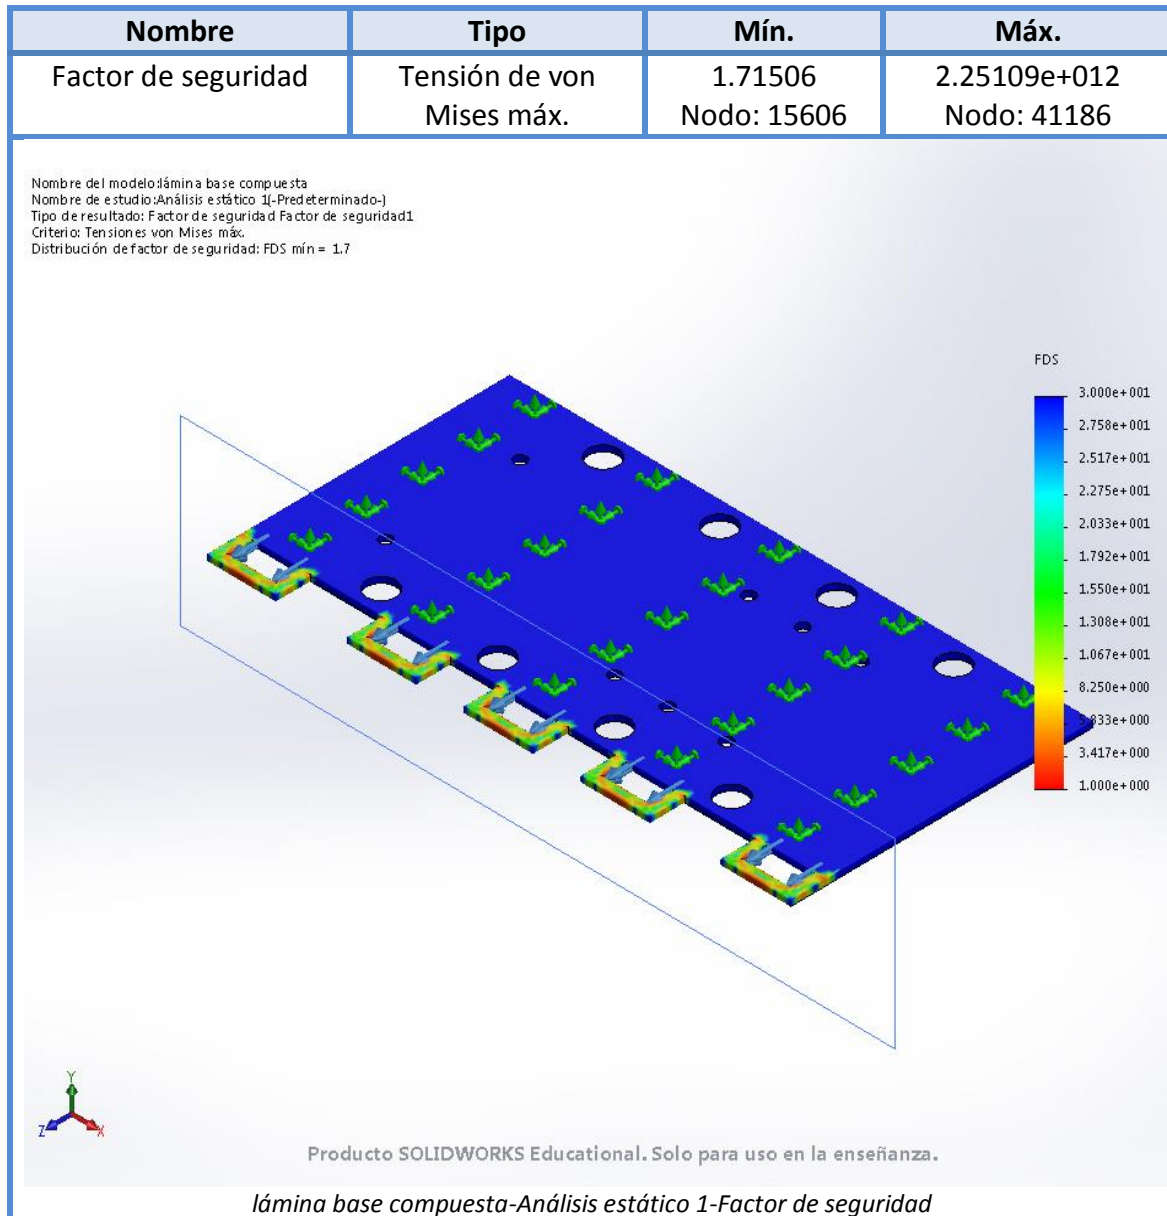 Nombre Tipo Mín. Máx.
Factor de seguridad Tensión de von 1.71506 2.25109e+012
Mises máx. Nodo: 15606 Nodo: 41186
Nombre del modelo:lámina base compuesta
Nombre de estudio:Análisis estático 1(-Predeterminado-)
Tipo de resultado: Factor de seguridad Factor de seguridad1
Criterio: Tensiones von Mises máx.
Distribución de factor de seguridad: FDS mín = 1.7
FDS
3.000e+001
2.758e+001
2.517e+001
2.275e+001
2.033e+001
1.792e+001
1.550e+001
1.308e+001
1.067e+001
8.250e+000
5.833e+000
3.417e+000
1.000e+000
Y
Z X
Producto SOLIDWORKS Educational. Solo para uso en la enseñanza.
lámina base compuesta-Análisis estático 1-Factor de seguridad